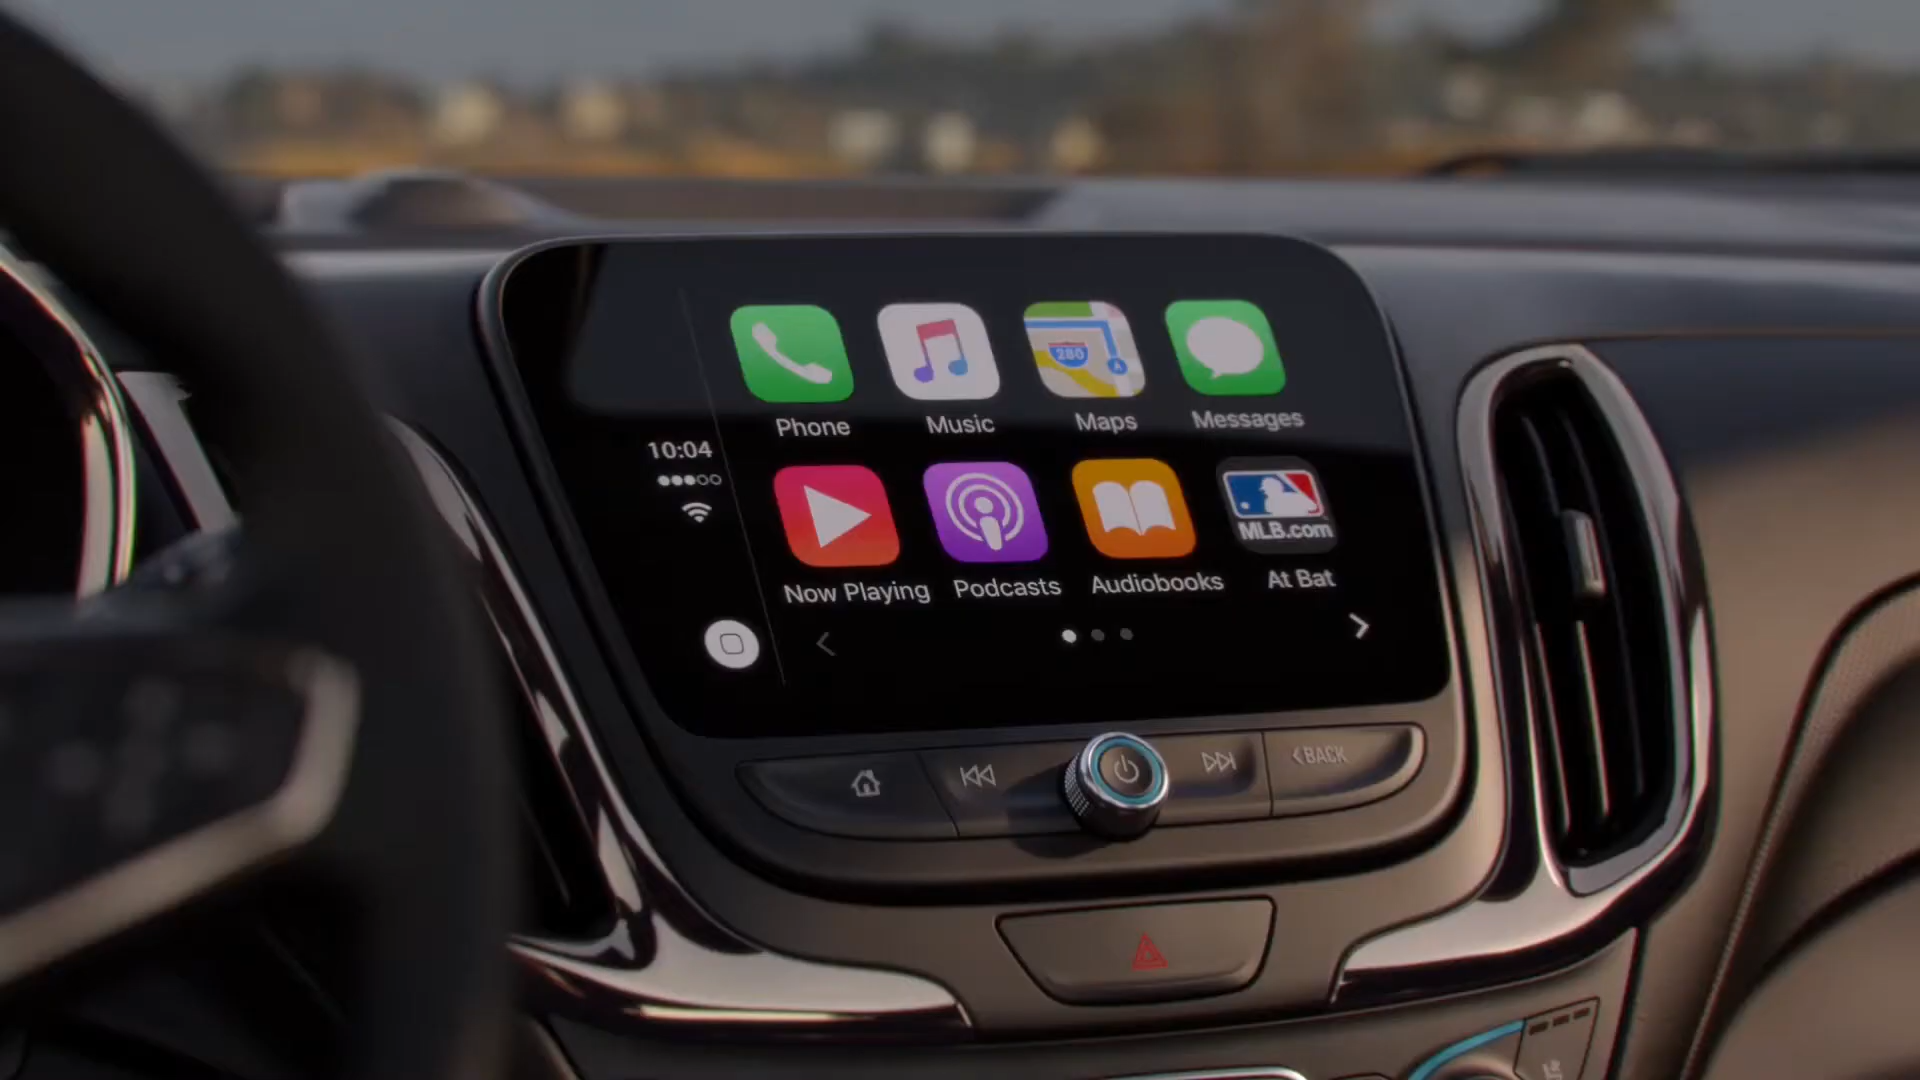 280
A
Phone
Music
Maps
Messages
10:04
MLB.com
Now Playing
Podcasts
Audiobooks
At Bat
BACK